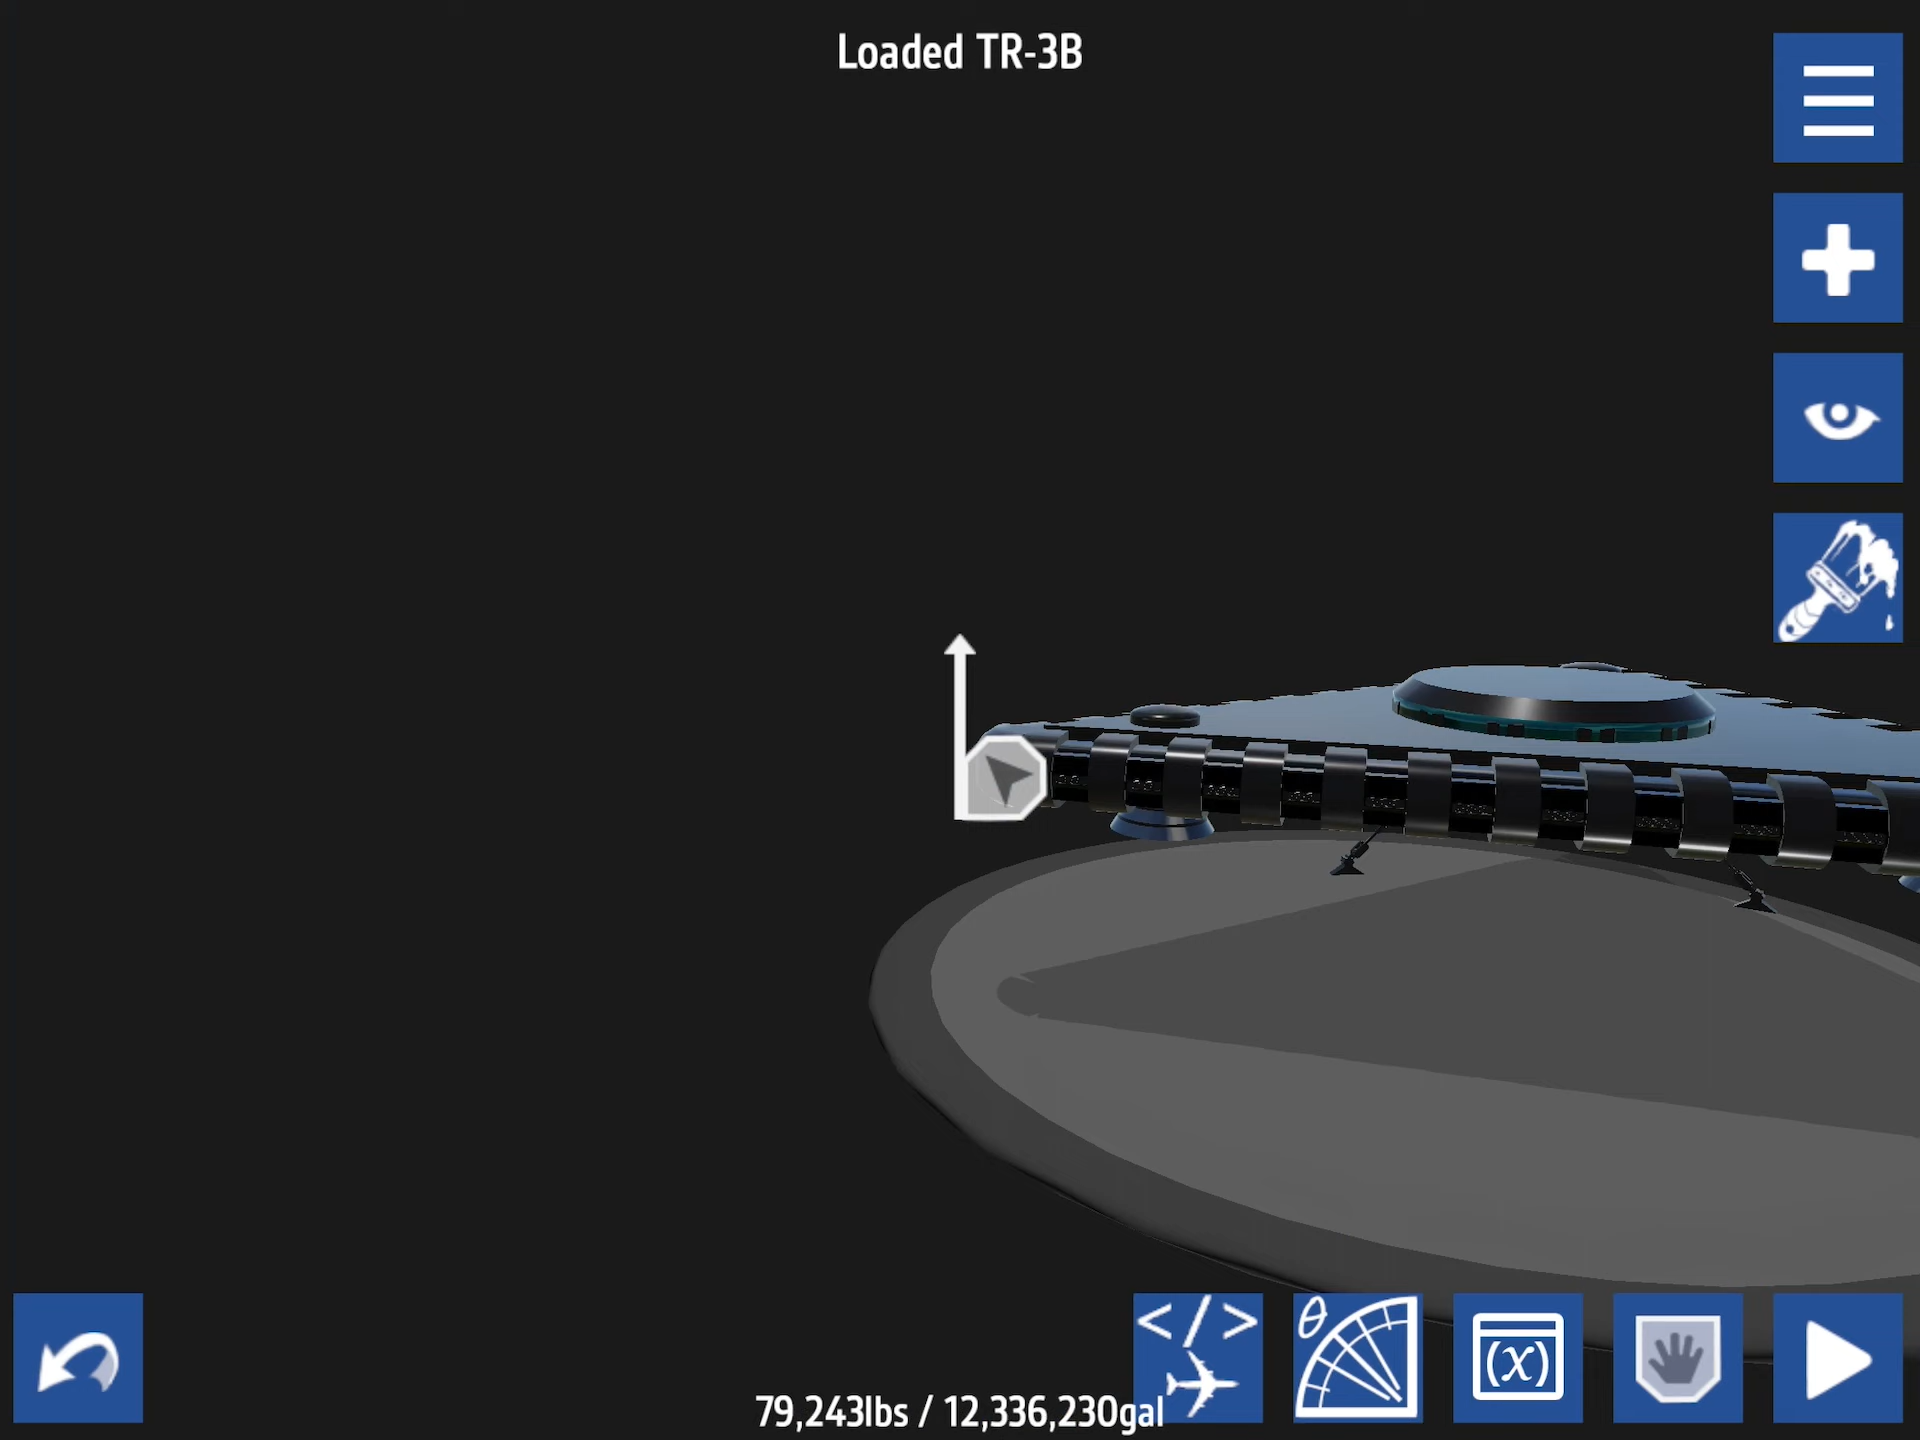 Loaded TR-3B
</>
θ
(x)
79,243lbs / 12,336,230gal